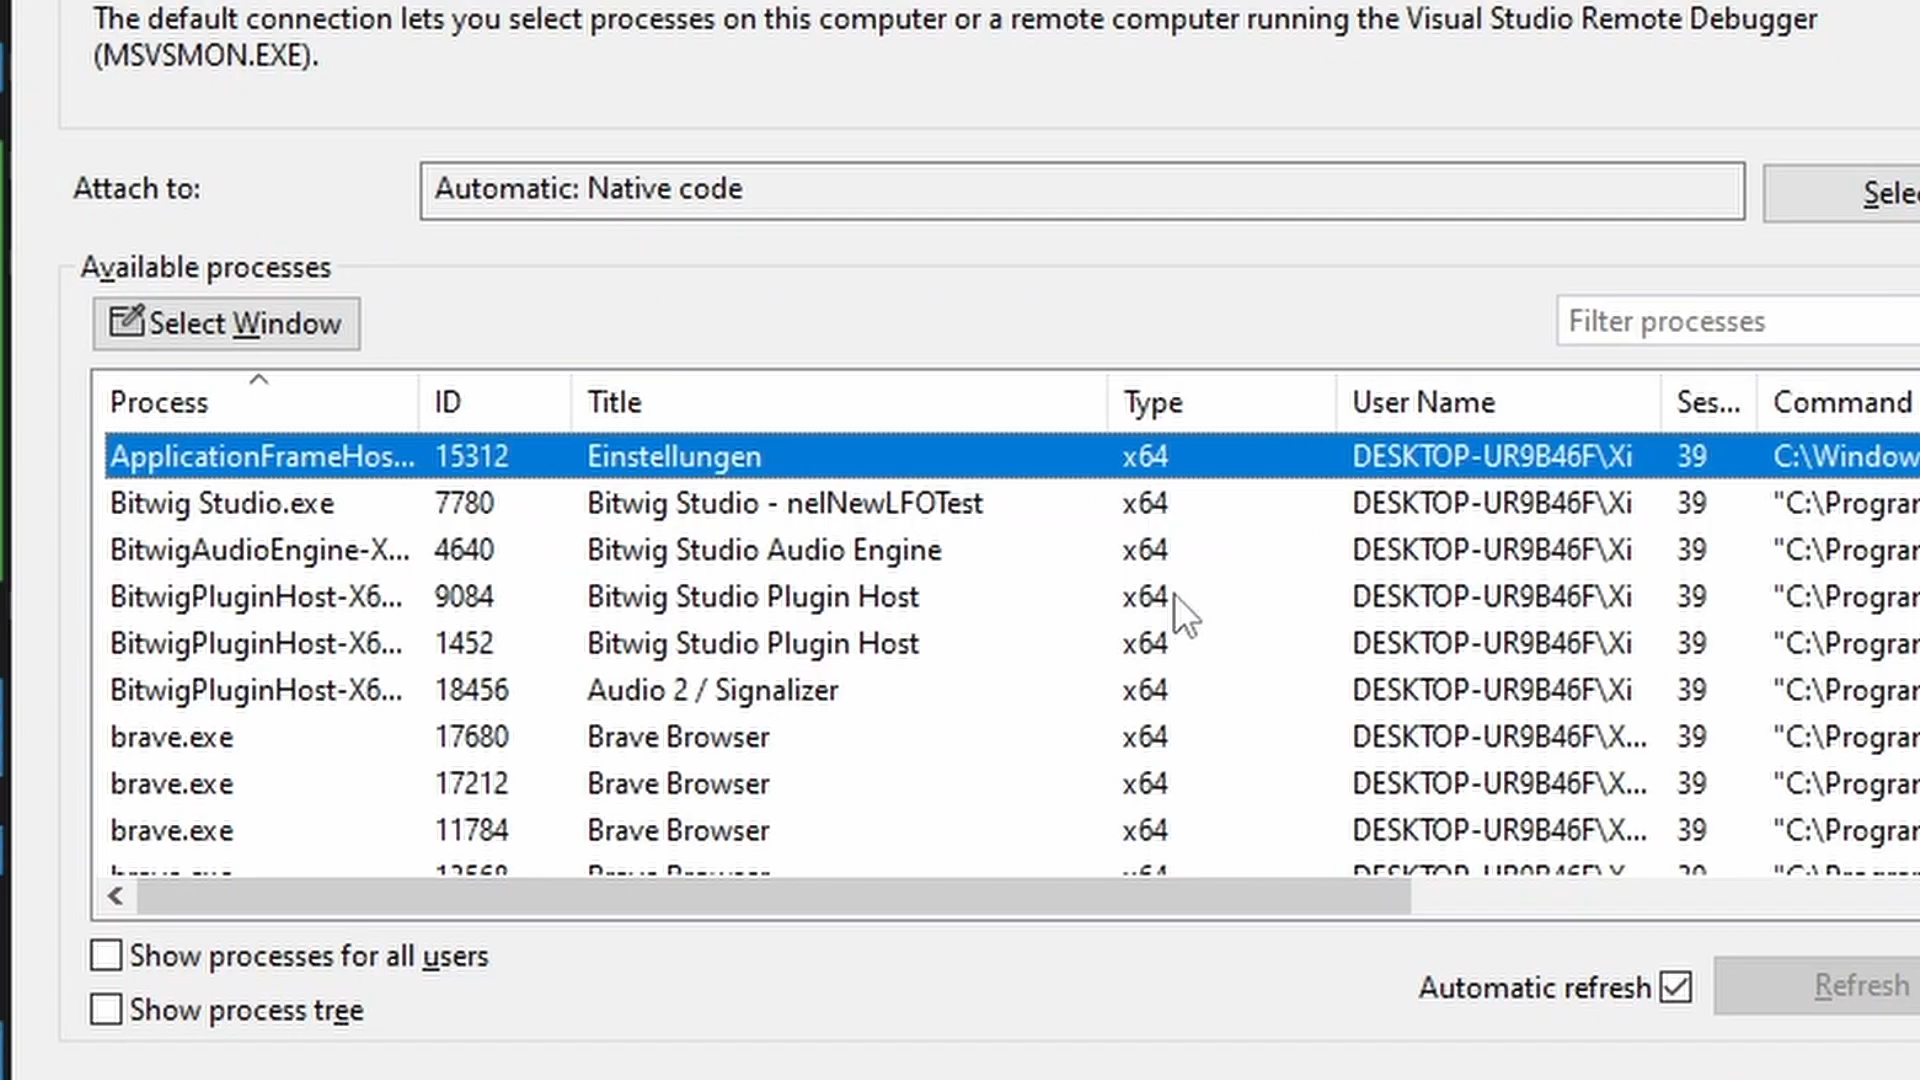 The default connection lets you select processes on this computer or a remote computer running the Visual Studio Remote Debugger
(MSVSMON.EXE).
Attach to: Automatic: Native code Selec
Available processes
Select Window Filter processes
Process ID Title Type User Name Ses... Command
ApplicationFrameHos... 15312 Einstellungen x64 DESKTOP-UR9B46F\Xi 39 C:\Window
Bitwig Studio.exe 7780 Bitwig Studio - nelNewLFOTest x64 DESKTOP-UR9B46F\Xi 39 "C:\Prograr
BitwigAudioEngine-X... 4640 Bitwig Studio Audio Engine x64 DESKTOP-UR9B46F\Xi 39 "C:\Prograr
BitwigPluginHost-X6... 9084 Bitwig Studio Plugin Host x64 DESKTOP-UR9B46F\Xi 39 "C:\Prograr
BitwigPluginHost-X6... 1452 Bitwig Studio Plugin Host x64 DESKTOP-UR9B46F\Xi 39 "C:\Prograr
BitwigPluginHost-X6... 18456 Audio 2 / Signalizer x64 DESKTOP-UR9B46F\Xi 39 "C:\Prograr
brave.exe 17680 Brave Browser x64 DESKTOP-UR9B46F\X... 39 "C:\Prograr
brave.exe 17212 Brave Browser x64 DESKTOP-UR9B46F\X... 39 "C:\Prograr
brave.exe 11784 Brave Browser x64 DESKTOP-UR9B46F\X... 39 "C:\Prograr
Show processes for all users
Automatic refresh Refresh
Show process tree